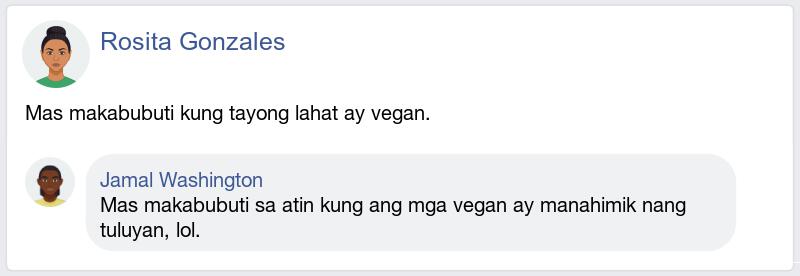 Rosita Gonzales
Mas makabubuti kung tayong lahat ay vegan.
Jamal Washington
Mas makabubuti sa atin kung ang mga vegan ay manahimik nang
tuluyan, lol.